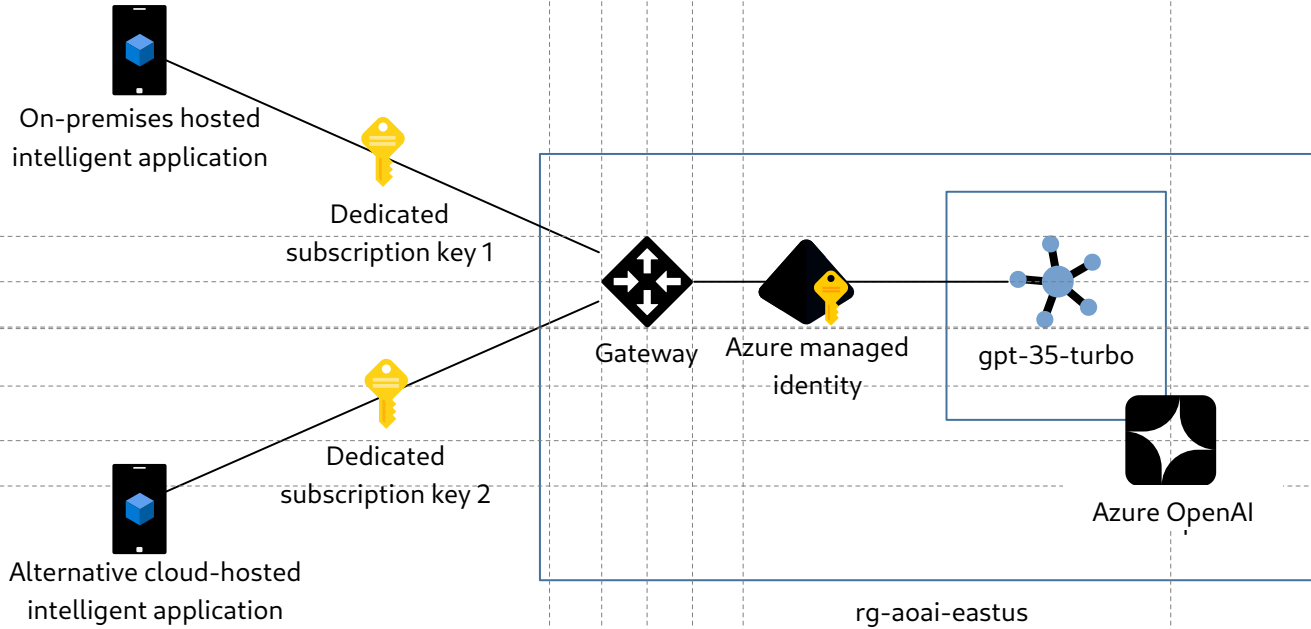 On-premises hosted
intelligent application
Dedicated
subscription key 1
Gateway
Azure managed
identity
gpt-35-turbo
Dedicated
subscription key 2
Azure OpenAI
Alternative cloud-hosted
intelligent application
rg-aoai-eastus